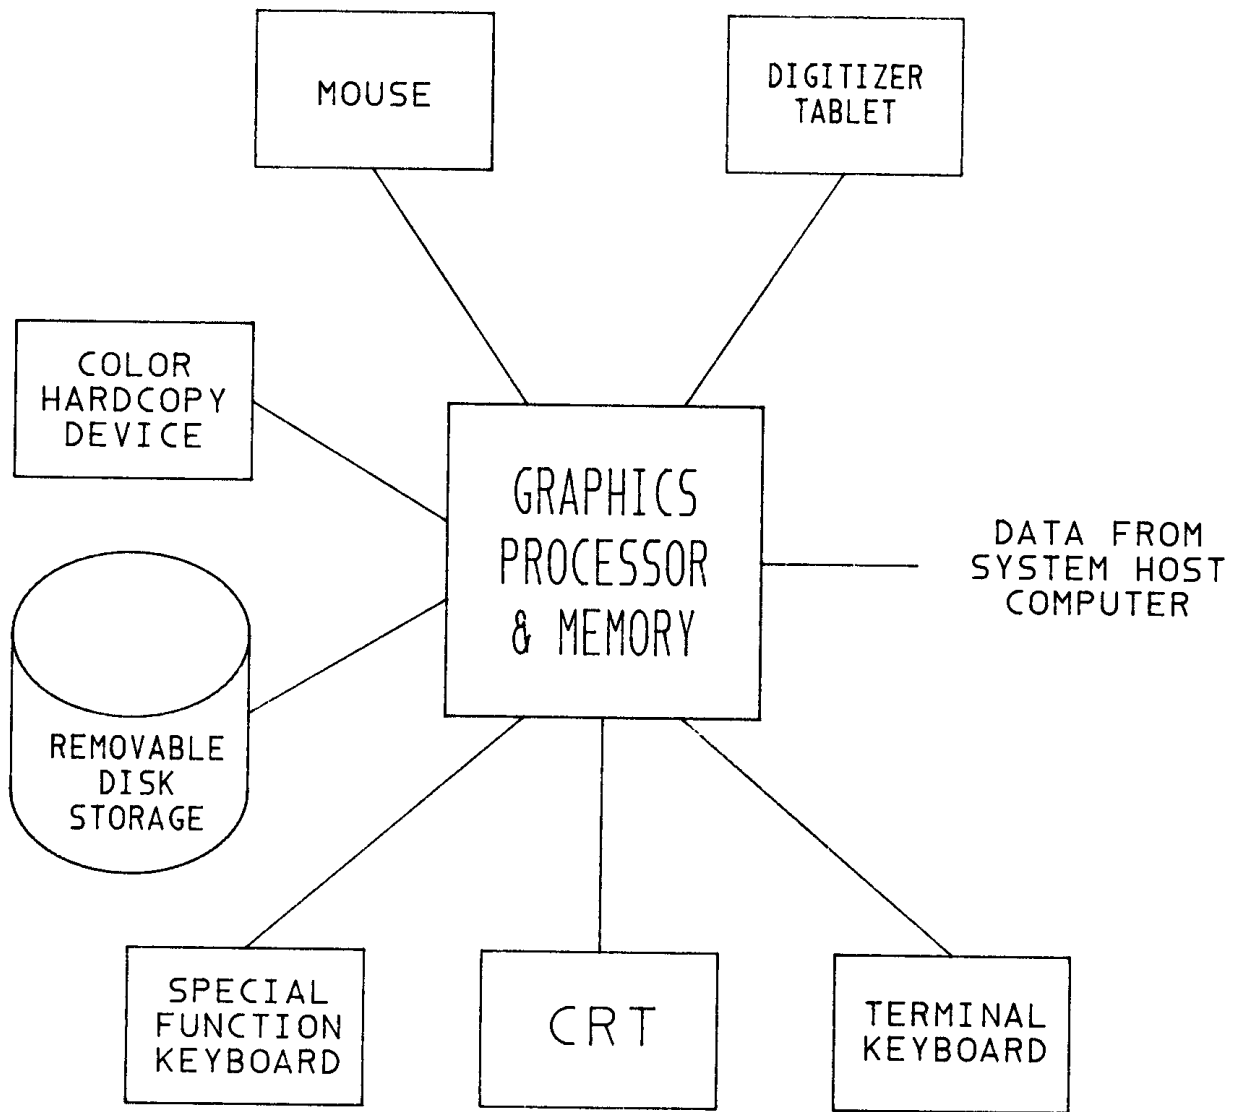 MOUSE
DIGITIZER
TABLET
COLOR
HARDCOPY
DEVICE
GRAPHICS
PROCESSOR
& MEMORY
DATA FROM
SYSTEM HOST
COMPUTER
REMOVABLE
DISK
STORAGE
SPECIAL
FUNCTION
KEYBOARD
CRT
TERMINAL
KEYBOARD